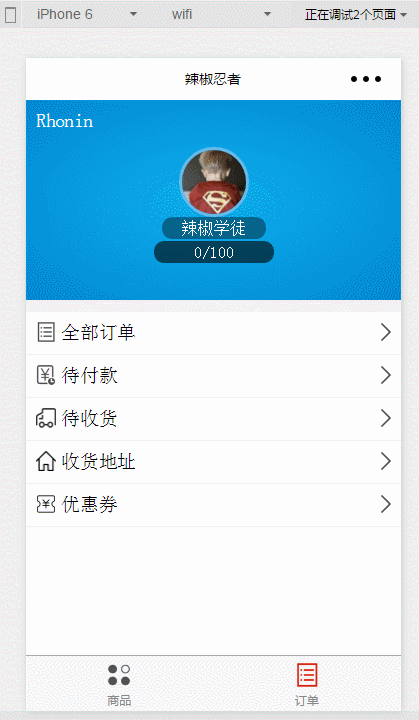 iPhone 6 wifi 正在调试2个页面
辣椒忍者
Rhonin
辣椒学徒
0/100
全部订单
待付款
待收货
收货地址
优惠券
商品 订单